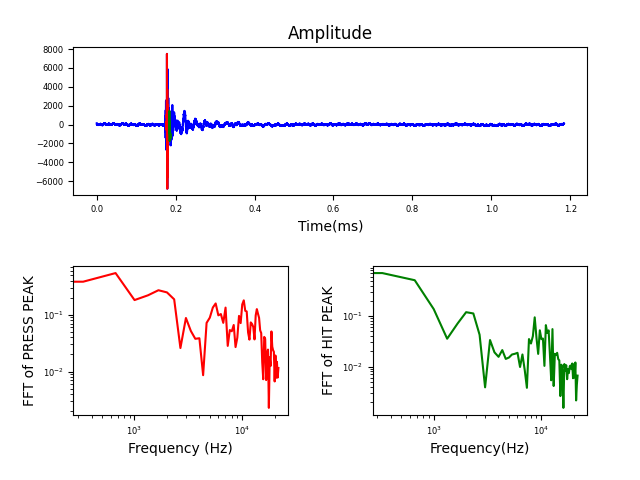 Amplitude
8000
6000
4000
2000
0
−2000
−4000
−6000
0.0 0.2 0.4 0.6 0.8 1.0 1.2
Time(ms)
FFT of PRESS PEAK
10⁻¹
10⁻²
10³ 10⁴
Frequency (Hz)
FFT of HIT PEAK
10⁻¹
10⁻²
10³ 10⁴
Frequency(Hz)